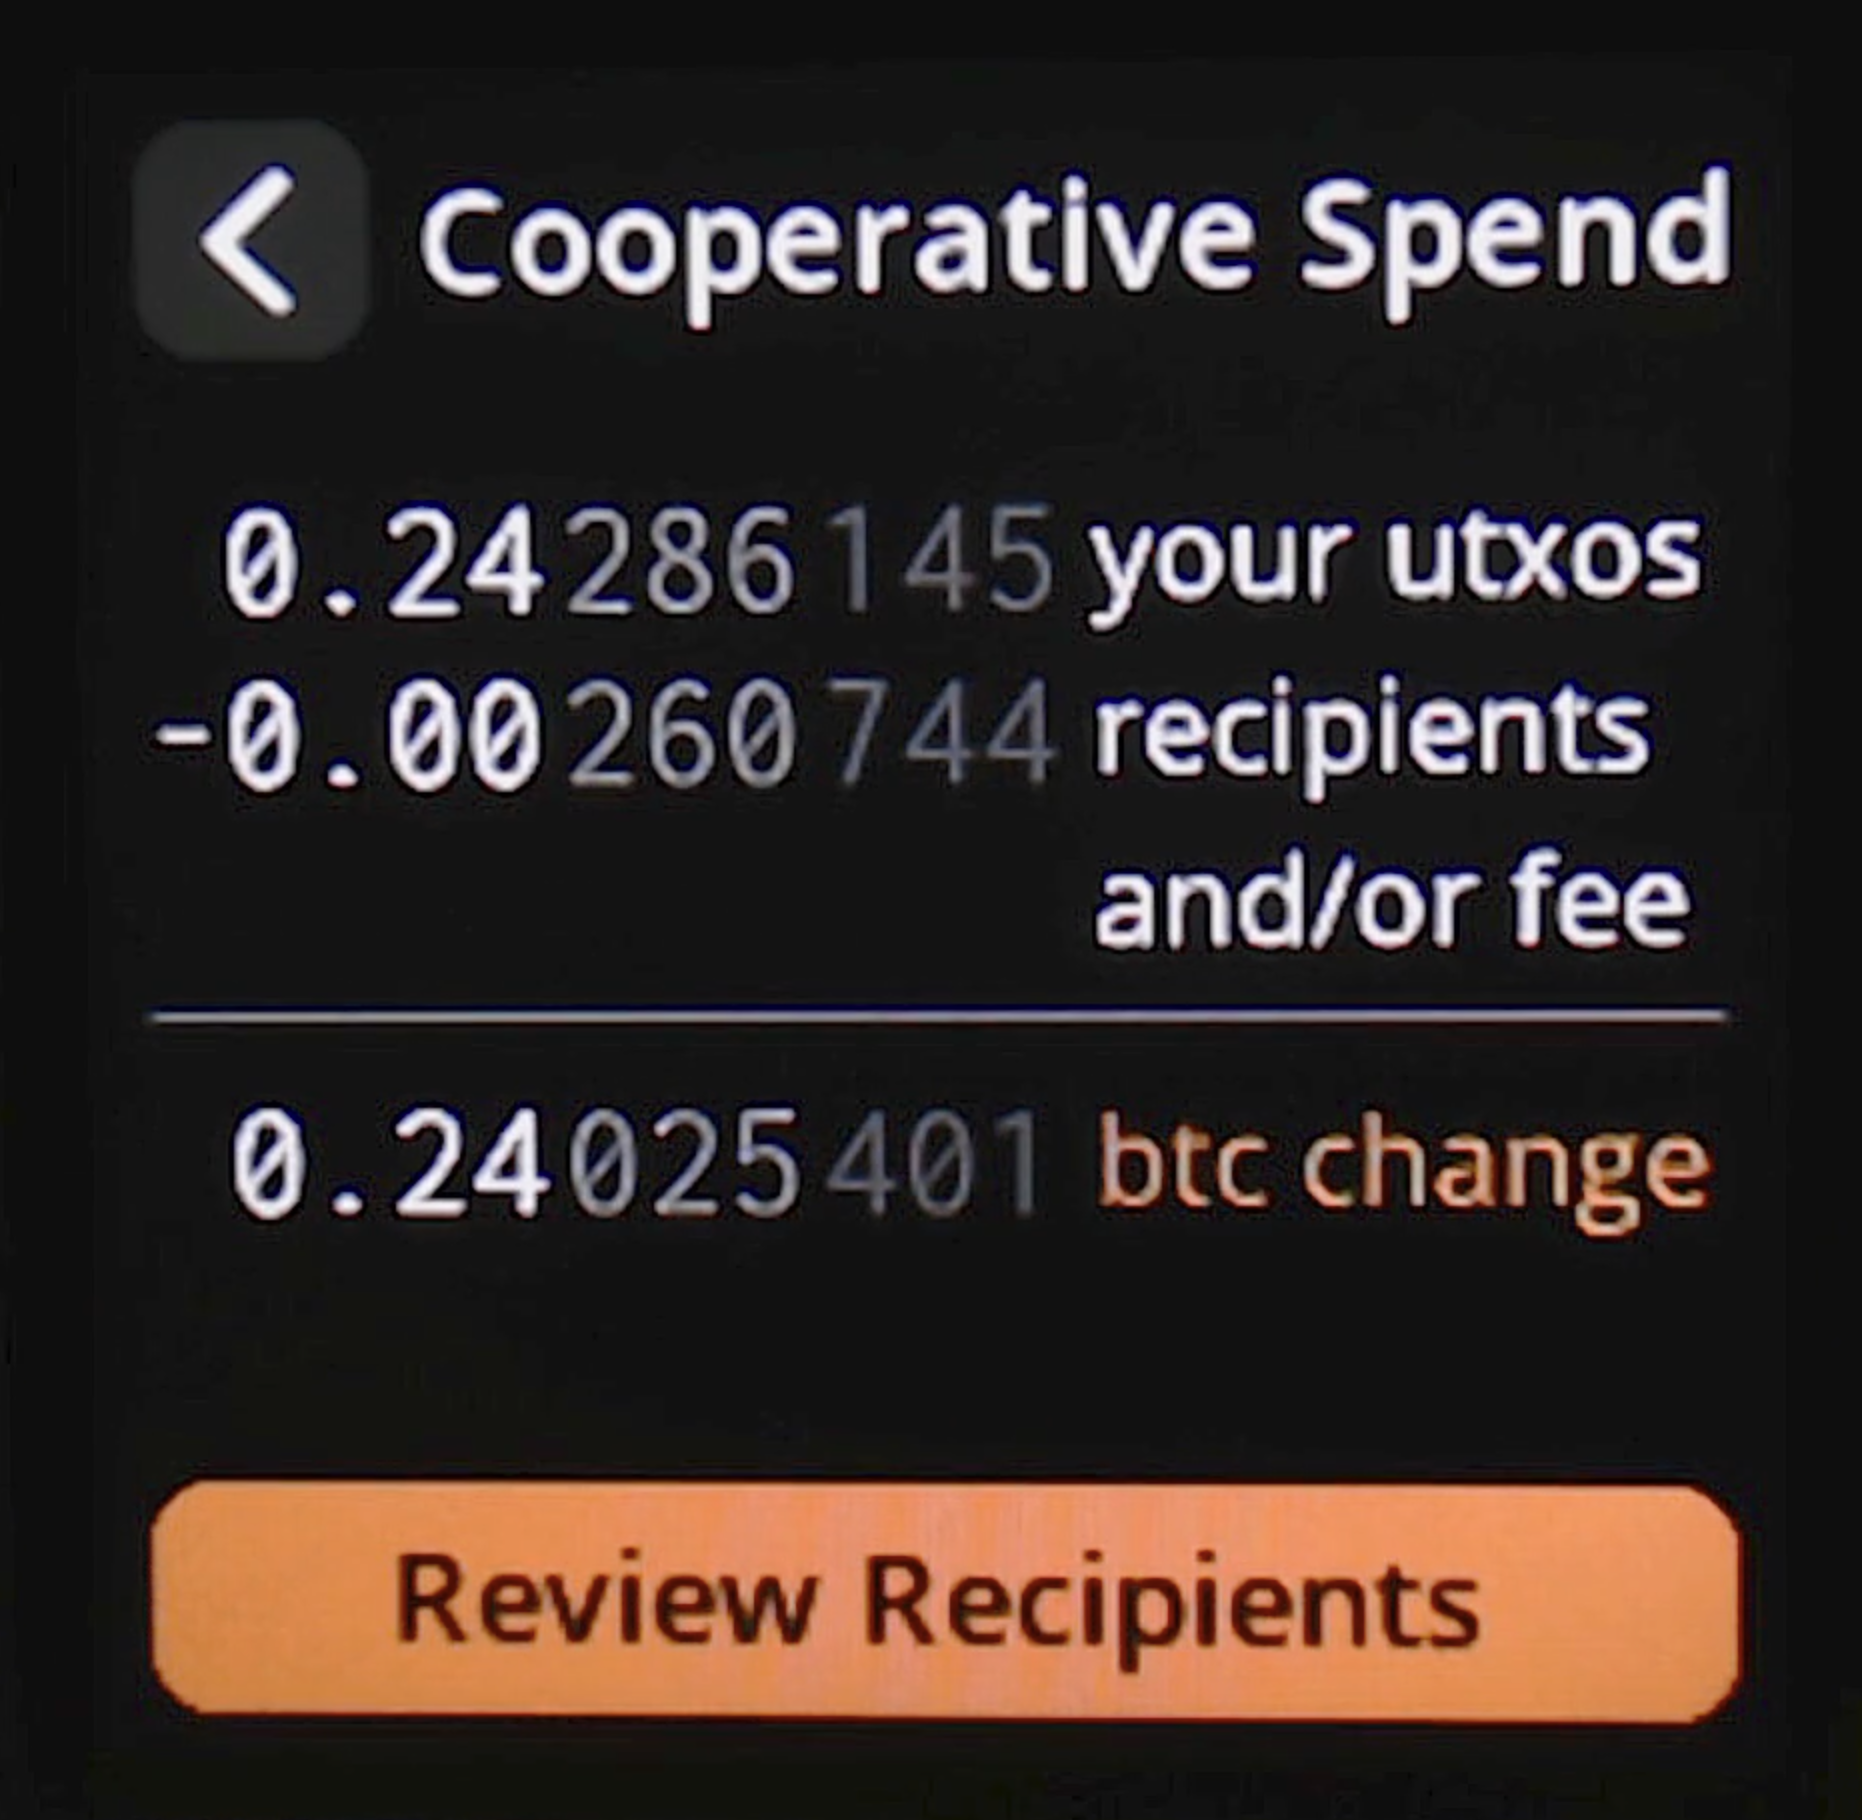 Cooperative Spend
0.24286145 your utxos
-0.00260744 recipients
and/or fee
0.24025401 btc change
Review Recipients